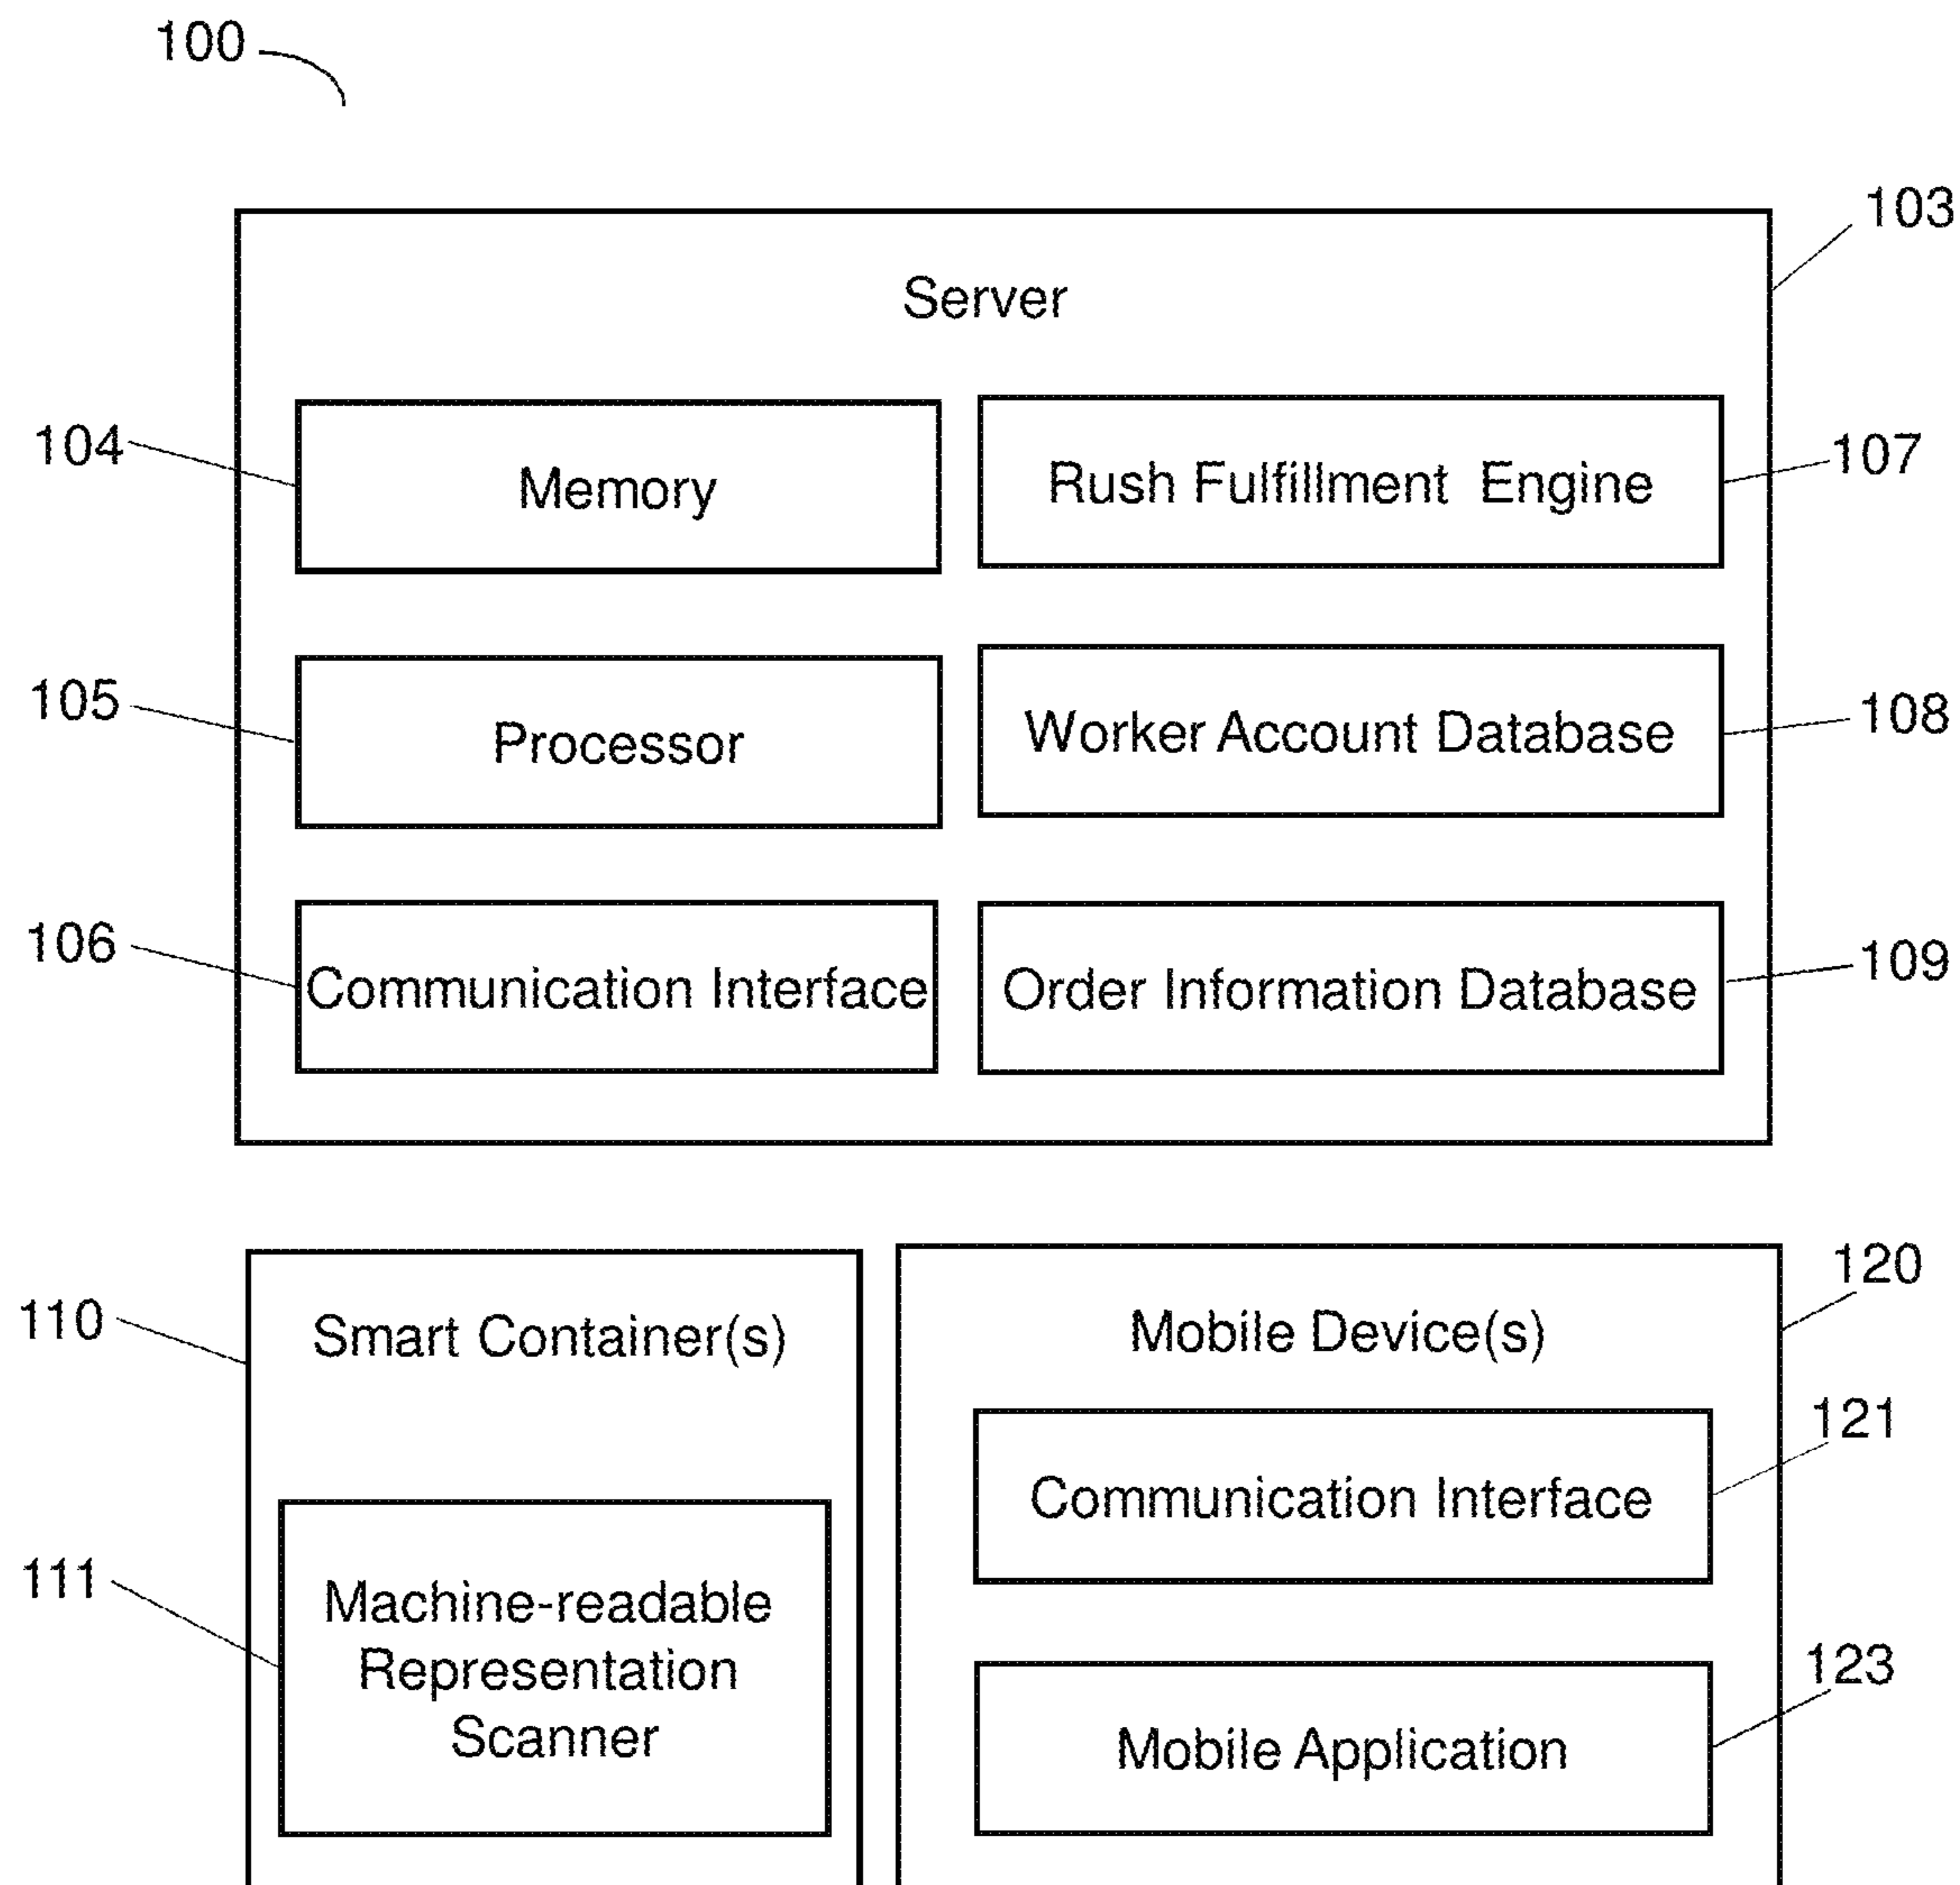 100
103
Server
104
Memory
Rush Fulfillment Engine
107
105
Processor
Worker Account Database
108
106
Communication Interface
Order Information Database
109
110
Smart Container(s)
Mobile Device(s)
120
121
Communication Interface
111
Machine-readable
Representation
Scanner
123
Mobile Application